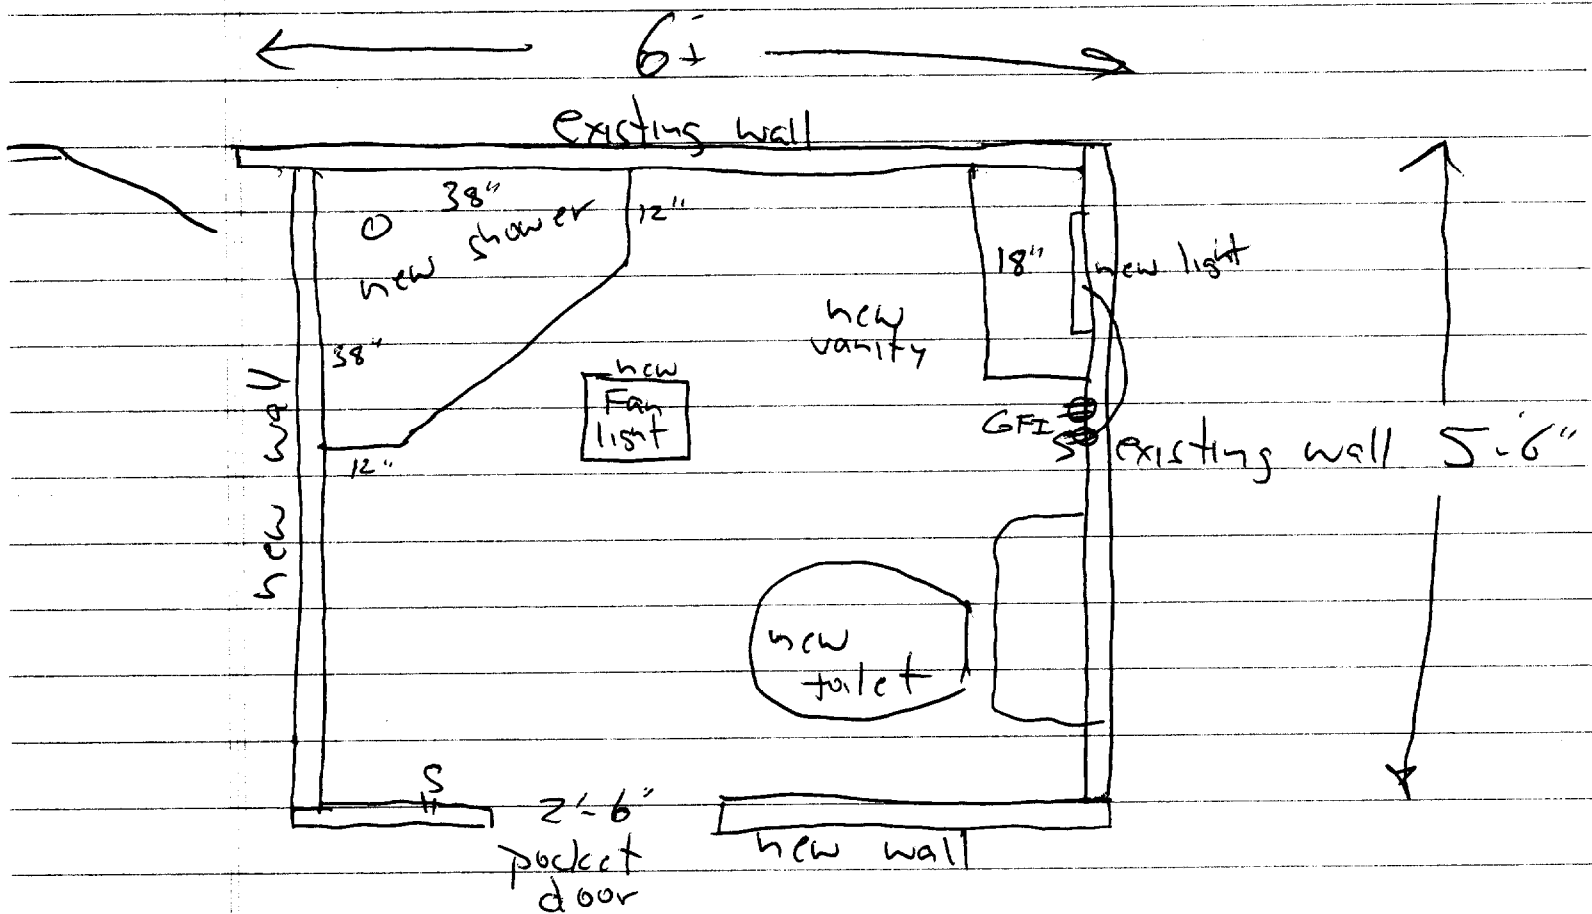 6'
existing wall
38"
12"
new shower
18"
new light
new
vanity
38"
new
Fan
light
GFI
S
existing wall 5-6"
12"
new wall
new
toilet
S
2'-6"
pocket
door
new wall